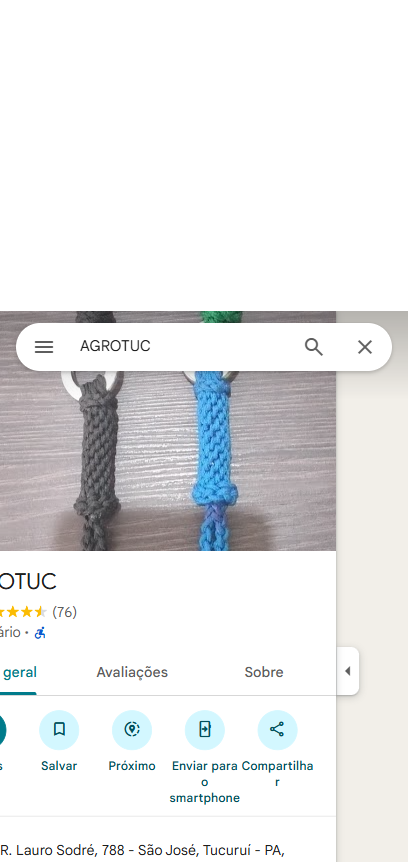 AGROTUC
OTUC
(76)
ário ·
geral
Avaliações
Sobre
s
Salvar
Próximo
Enviar para
o
smartphone
Compartilha
r
R. Lauro Sodré, 788 - São José, Tucuruí - PA,